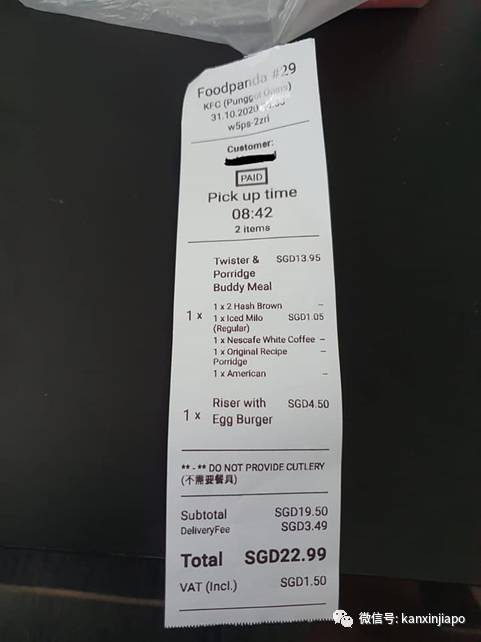 Foodpanda #29
KFC (Punggol
31.10.2020
w5ps-2zri
Customer:
PAID
Pick up time
08:42
2 items
Twister & SGD13.95
Porridge
Buddy Meal
1 x 2 Hash Brown –
1 x 1 x Iced Milo SGD1.05
(Regular)
1 x Nescafe White Coffee –
1 x Original Recipe –
Porridge
1 x American –
1 x Riser with SGD4.50
Egg Burger
** - ** DO NOT PROVIDE CUTLERY
(不需要餐具)
Subtotal SGD19.50
DeliveryFee SGD3.49
Total SGD22.99
VAT (Incl.) SGD1.50
微信号: kanxinjiapo